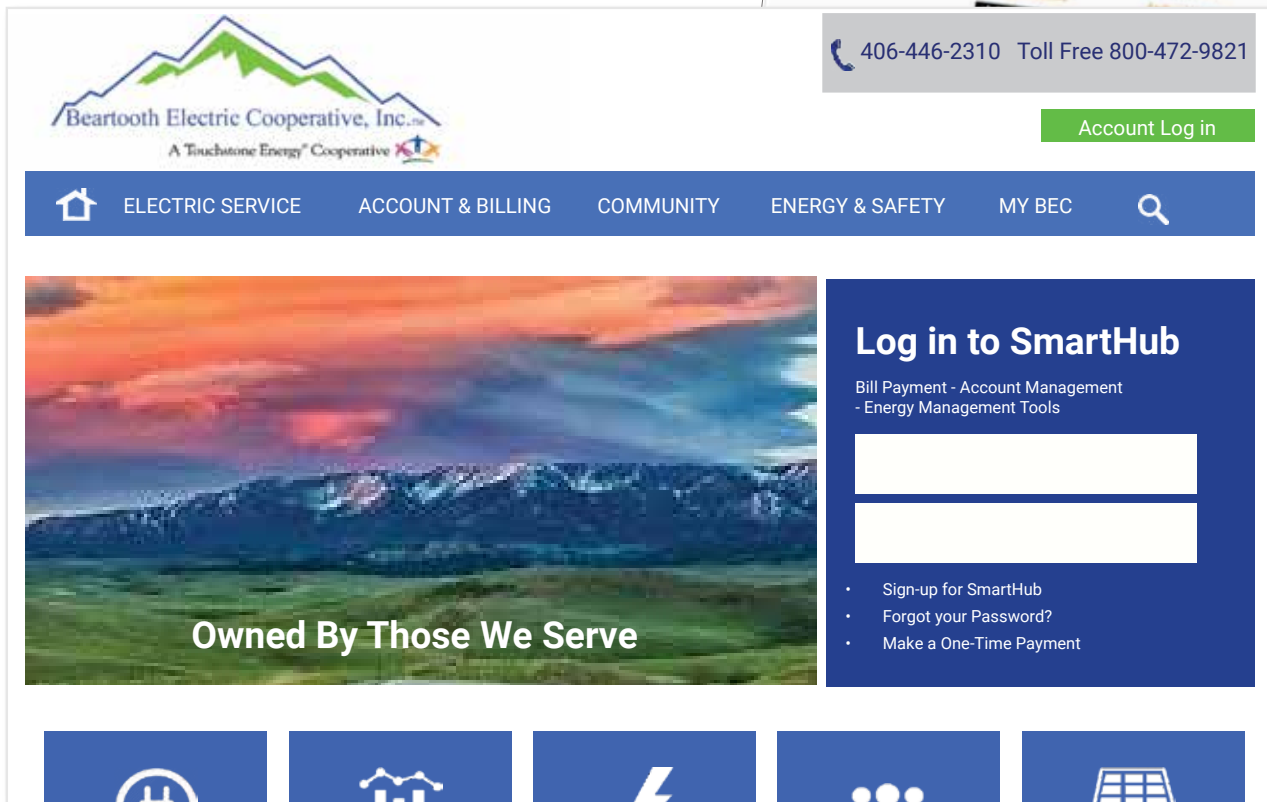 406-446-2310 Toll Free 800-472-9821
Beartooth Electric Cooperative, Inc.
A Touchstone Energy® Cooperative
Account Log in
ELECTRIC SERVICE ACCOUNT & BILLING COMMUNITY ENERGY & SAFETY MY BEC
Log in to SmartHub
Bill Payment - Account Management
- Energy Management Tools
• Sign-up for SmartHub
• Forgot your Password?
• Make a One-Time Payment
Owned By Those We Serve